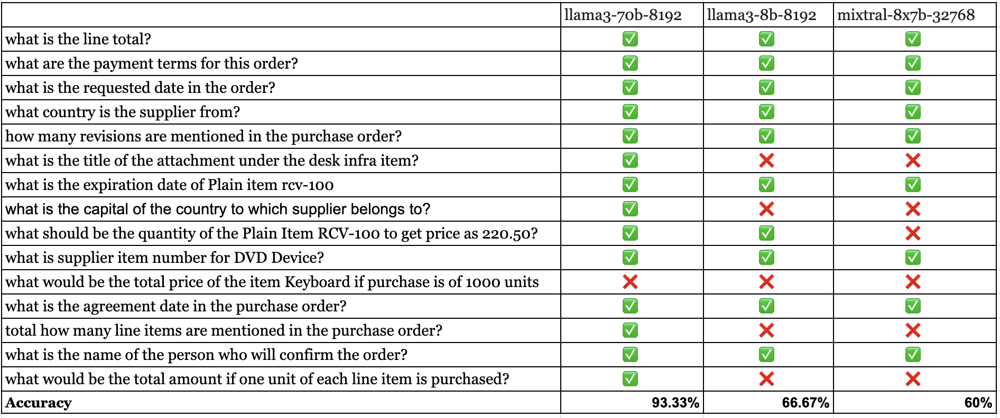 llama3-70b-8192 llama3-8b-8192 mixtral-8x7b-32768
what is the line total? ✅ ✅ ✅
what are the payment terms for this order? ✅ ✅ ✅
what is the requested date in the order? ✅ ✅ ✅
what country is the supplier from? ✅ ✅ ✅
how many revisions are mentioned in the purchase order? ✅ ✅ ✅
what is the title of the attachment under the desk infra item? ✅ ❌ ❌
what is the expiration date of Plain item rcv-100 ✅ ✅ ✅
what is the capital of the country to which supplier belongs to? ✅ ❌ ❌
what should be the quantity of the Plain Item RCV-100 to get price as 220.50? ✅ ✅ ❌
what is supplier item number for DVD Device? ✅ ✅ ✅
what would be the total price of the item Keyboard if purchase is of 1000 units ❌ ❌ ❌
what is the agreement date in the purchase order? ✅ ✅ ✅
total how many line items are mentioned in the purchase order? ✅ ❌ ❌
what is the name of the person who will confirm the order? ✅ ✅ ✅
what would be the total amount if one unit of each line item is purchased? ✅ ❌ ❌
Accuracy 93.33% 66.67% 60%